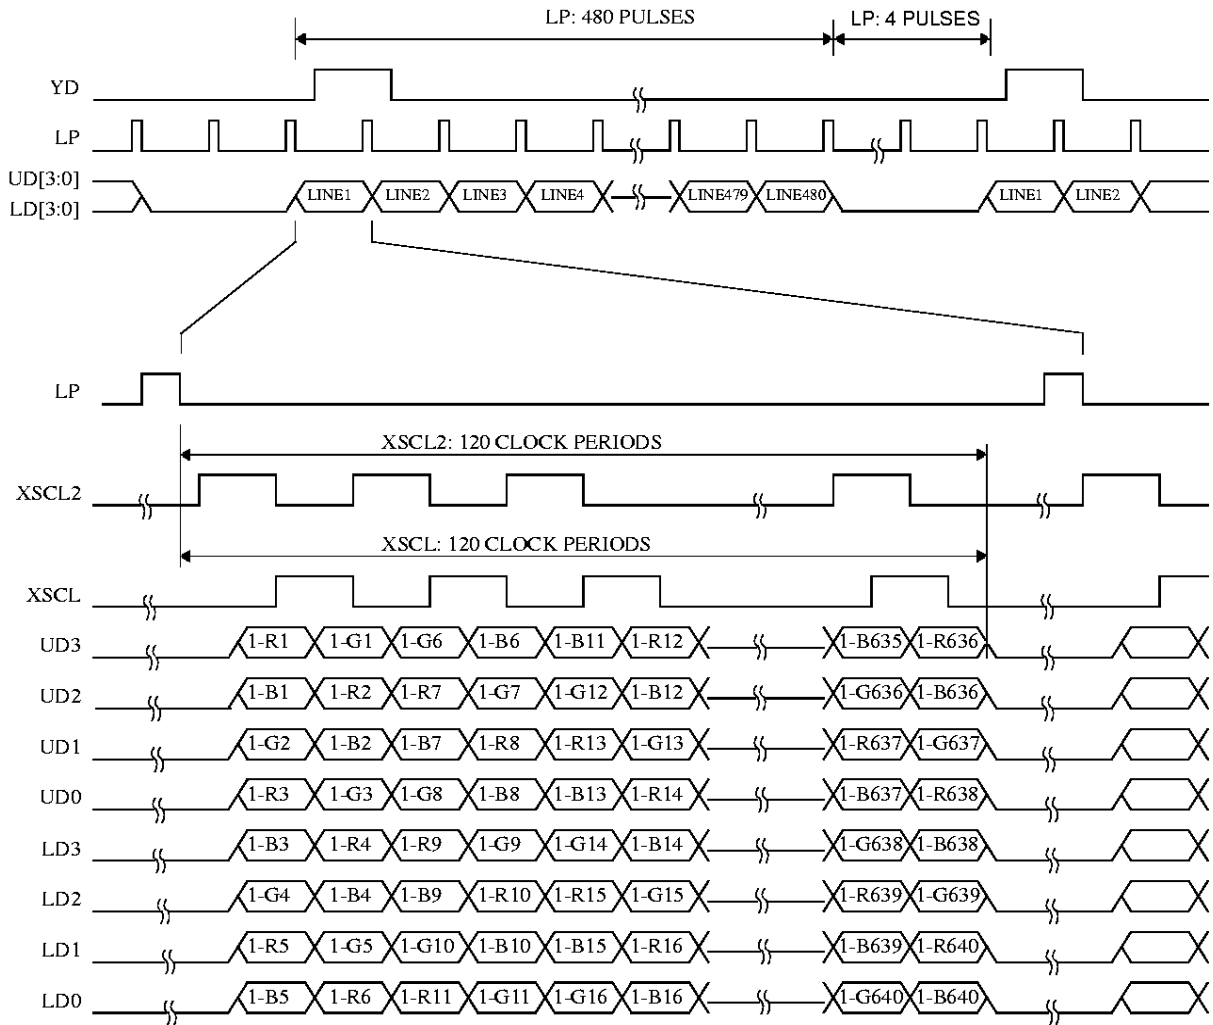 LP: 480 PULSES LP: 4 PULSES
YD
LP
UD[3:0]
LD[3:0]
LINE1 LINE2 LINE3 LINE4 LINE479 LINE480 LINE1 LINE2
LP
XSCL2: 120 CLOCK PERIODS
XSCL2
XSCL: 120 CLOCK PERIODS
XSCL
UD3 1-R1 1-G1 1-G6 1-B6 1-B11 1-R12 1-B635 1-R636
UD2 1-B1 1-R2 1-R7 1-G7 1-G12 1-B12 1-G636 1-B636
UD1 1-G2 1-B2 1-B7 1-R8 1-R13 1-G13 1-R637 1-G637
UD0 1-R3 1-G3 1-G8 1-B8 1-B13 1-R14 1-B637 1-R638
LD3 1-B3 1-R4 1-R9 1-G9 1-G14 1-B14 1-G638 1-B638
LD2 1-G4 1-B4 1-B9 1-R10 1-R15 1-G15 1-R639 1-G639
LD1 1-R5 1-G5 1-G10 1-B10 1-B15 1-R16 1-B639 1-R640
LD0 1-B5 1-R6 1-R11 1-G11 1-G16 1-B16 1-G640 1-B640